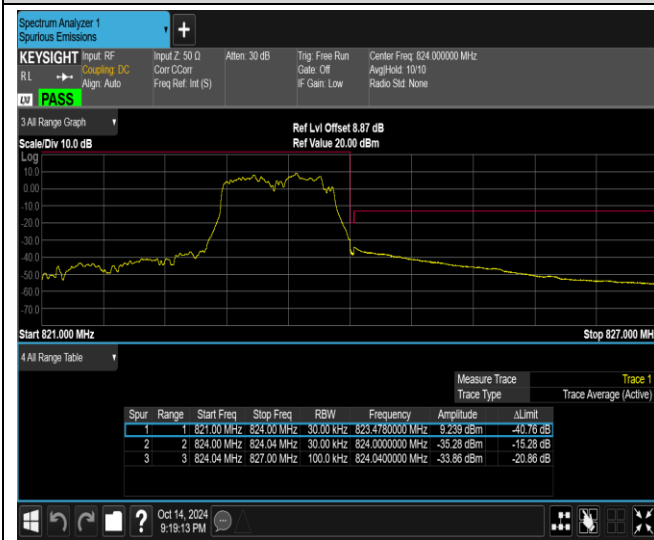 Spectrum Analyzer 1
Spurious Emissions
KEYSIGHT Input: RF Input Z: 50 Ω Atten: 30 dB Trig: Free Run Center Freq: 824.000000 MHz
R L Coupling: DC Corr CCorr Gate: Off Avg|Hold: 10/10
Align: Auto Freq Ref: Int (S) IF Gain: Low Radio Std: None
LXI PASS
3 All Range Graph
Ref Lvl Offset 8.87 dB
Scale/Div 10.0 dB Ref Value 20.00 dBm
Log
10.0
0.00
-10.0
-20.0
-30.0
-40.0
-50.0
-60.0
-70.0
Start 821.000 MHz Stop 827.000 MH
4 All Range Table
Measure Trace Trace 1
Trace Type Trace Average (Active)
Spur Range Start Freq Stop Freq RBW Frequency Amplitude ΔLimit
1 1 821.00 MHz 824.00 MHz 30.00 kHz 823.4780000 MHz 9.239 dBm -40.76 dB
2 2 824.00 MHz 824.04 MHz 30.00 kHz 824.0000000 MHz -35.28 dBm -15.28 dB
3 3 824.04 MHz 827.00 MHz 100.0 kHz 824.0400000 MHz -33.86 dBm -20.86 dB
Oct 14, 2024
9:19:13 PM